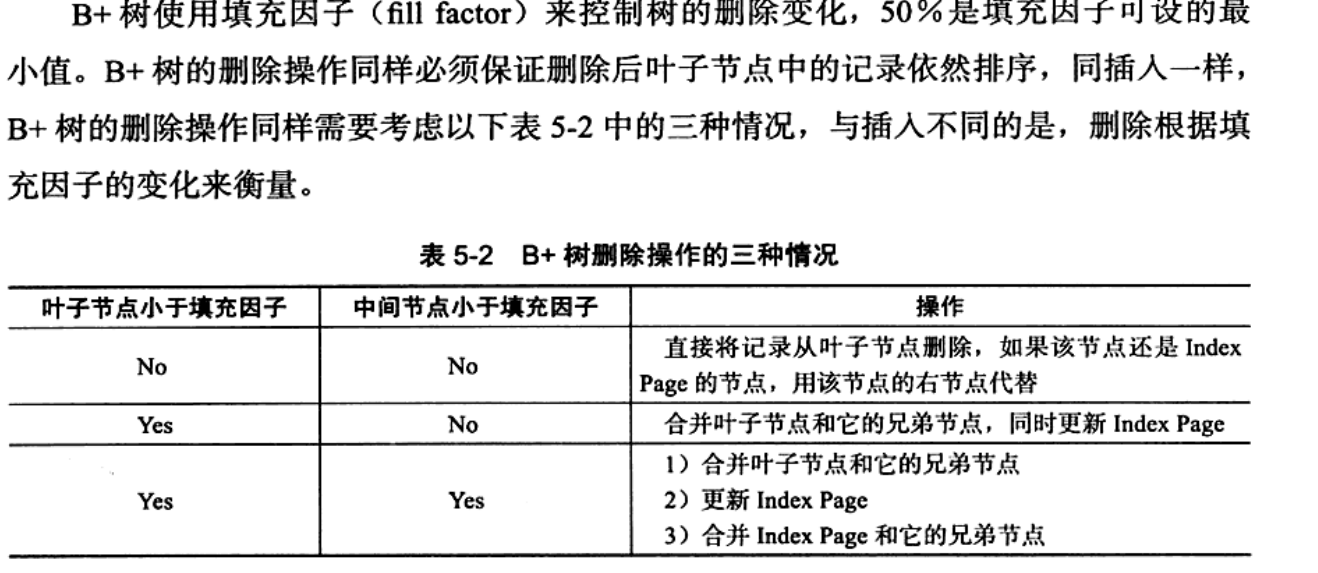 B+ 树使用填充因子（fill factor）来控制树的删除变化，50%是填充因子可设的最
小值。B+ 树的删除操作同样必须保证删除后叶子节点中的记录依然排序，同插入一样，
B+ 树的删除操作同样需要考虑以下表 5-2 中的三种情况，与插入不同的是，删除根据填
充因子的变化来衡量。
表 5-2 B+ 树删除操作的三种情况
叶子节点小于填充因子 中间节点小于填充因子 操作
No No 直接将记录从叶子节点删除，如果该节点还是 Index
Page 的节点，用该节点的右节点代替
Yes No 合并叶子节点和它的兄弟节点，同时更新 Index Page
1）合并叶子节点和它的兄弟节点
Yes Yes 2）更新 Index Page
3）合并 Index Page 和它的兄弟节点